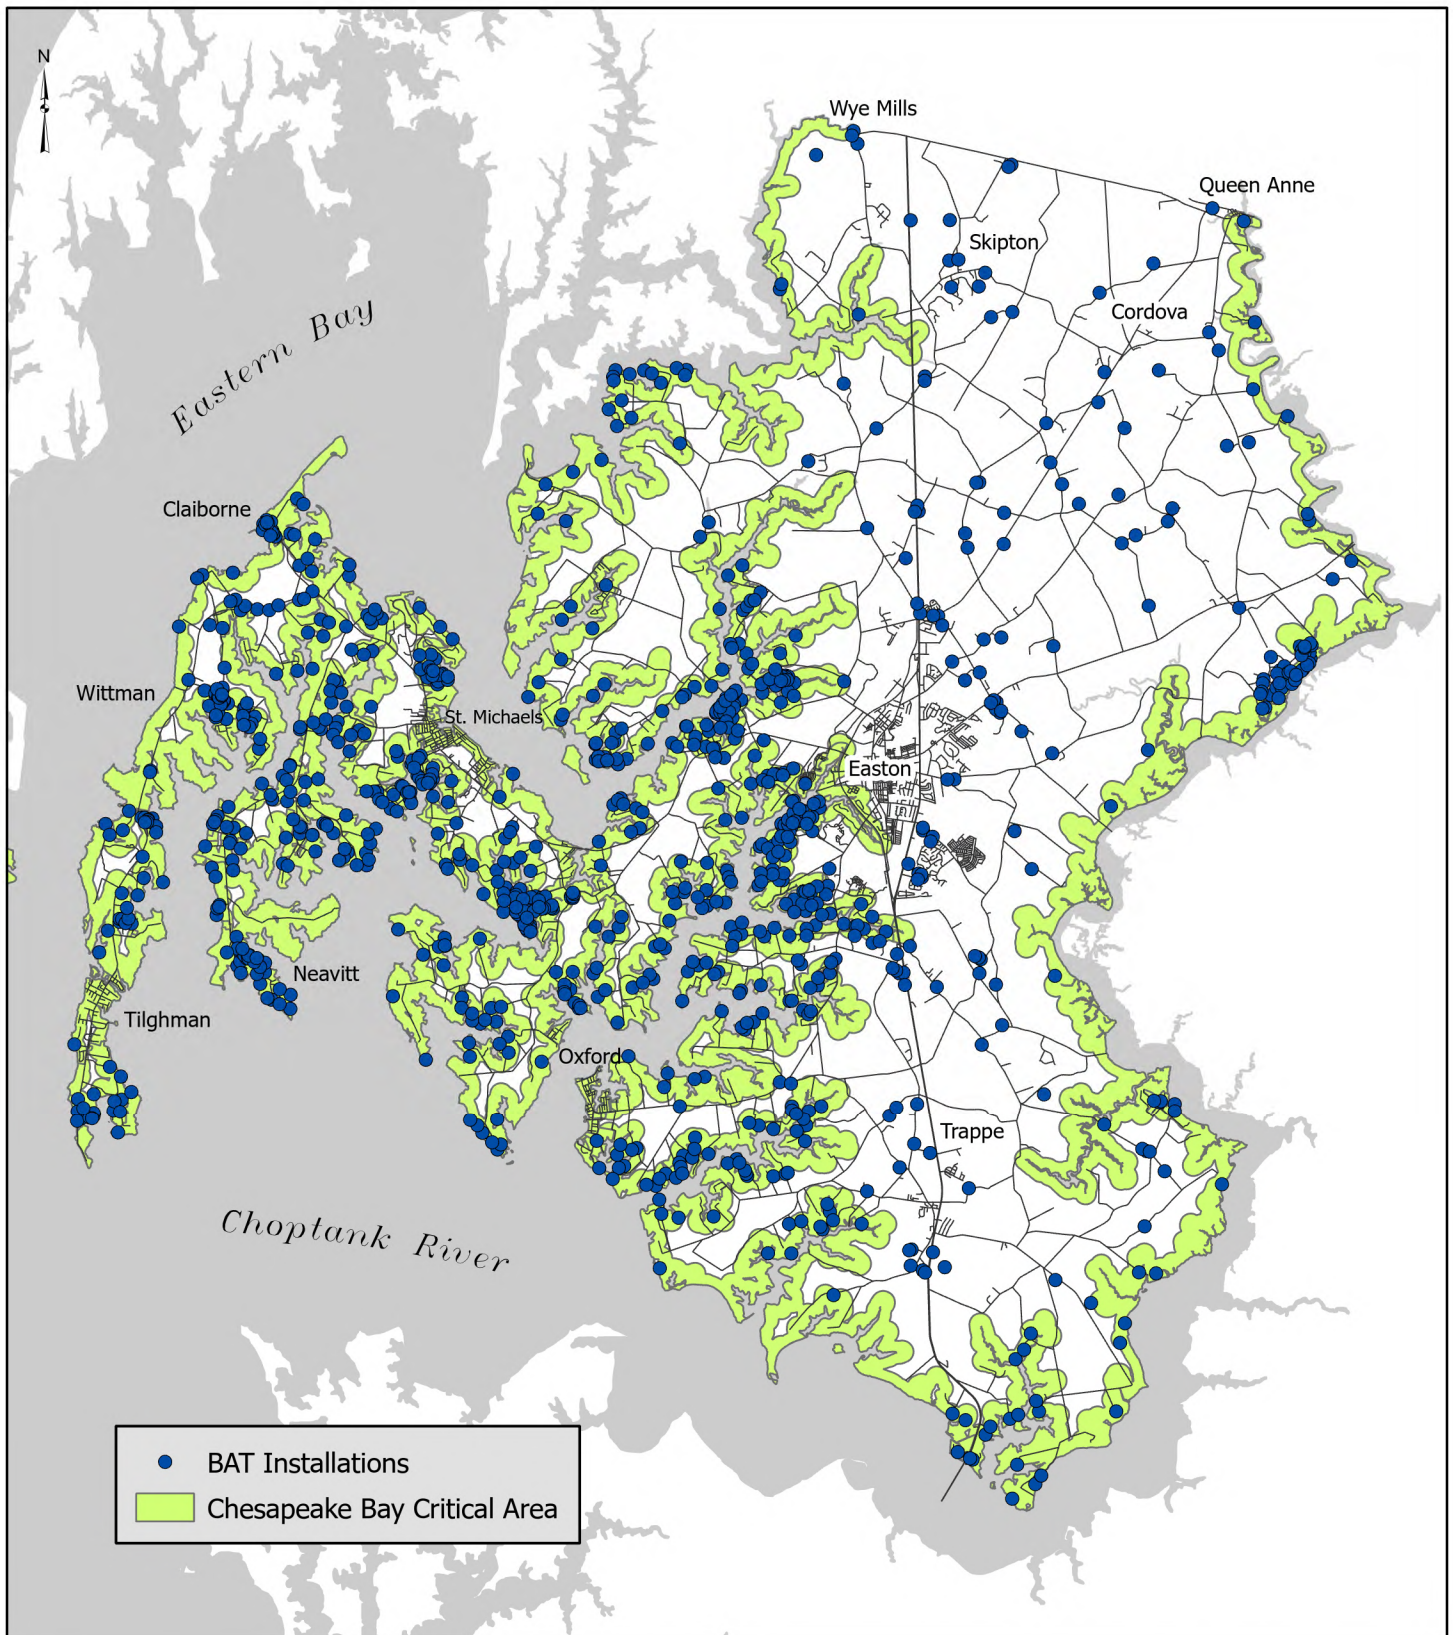 N
Wye Mills
Queen Anne
Skipton
Eastern Bay
Cordova
Claiborne
Wittman
St. Michaels
Easton
Neavitt
Tilghman
Oxford
Trappe
Choptank River
BAT Installations
Chesapeake Bay Critical Area